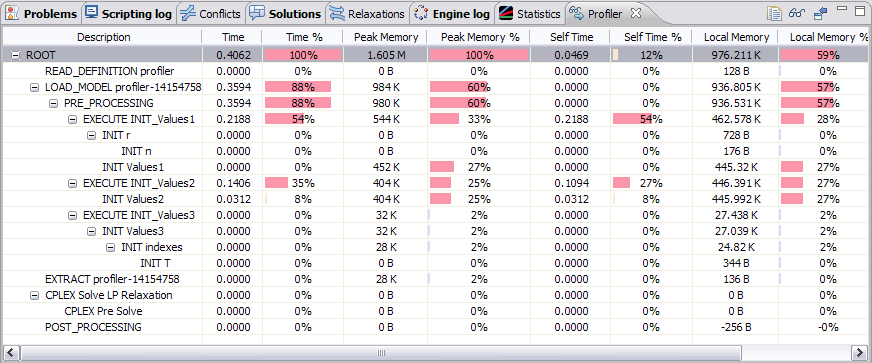 Problems Scripting log Conflicts Solutions Relaxations Engine log Statistics Profiler
Description Time Time % Peak Memory Peak Memory % Self Time Self Time % Local Memory Local Memory %
ROOT 0.4062 100% 1.605 M 100% 0.0469 12% 976.211 K 59%
READ_DEFINITION profiler 0.0000 0% 0 B 0% 0.0000 0% 128 B 0%
LOAD_MODEL profiler-14154758 0.3594 88% 984 K 60% 0.0000 0% 936.805 K 57%
PRE_PROCESSING 0.3594 88% 980 K 60% 0.0000 0% 936.531 K 57%
EXECUTE INIT_Values1 0.2188 54% 544 K 33% 0.2188 54% 462.578 K 28%
INIT r 0.0000 0% 0 B 0% 0.0000 0% 728 B 0%
INIT n 0.0000 0% 0 B 0% 0.0000 0% 176 B 0%
INIT Values1 0.0000 0% 452 K 27% 0.0000 0% 445.32 K 27%
EXECUTE INIT_Values2 0.1406 35% 404 K 25% 0.1094 27% 446.391 K 27%
INIT Values2 0.0312 8% 404 K 25% 0.0312 8% 445.992 K 27%
EXECUTE INIT_Values3 0.0000 0% 32 K 2% 0.0000 0% 27.438 K 2%
INIT Values3 0.0000 0% 32 K 2% 0.0000 0% 27.039 K 2%
INIT indexes 0.0000 0% 28 K 2% 0.0000 0% 24.82 K 2%
INIT T 0.0000 0% 0 B 0% 0.0000 0% 344 B 0%
EXTRACT profiler-14154758 0.0000 0% 28 K 2% 0.0000 0% 136 B 0%
CPLEX Solve LP Relaxation 0.0000 0% 0 B 0% 0.0000 0% 0 B 0%
CPLEX Pre Solve 0.0000 0% 0 B 0% 0.0000 0% 0 B 0%
POST_PROCESSING 0.0000 0% 0 B 0% 0.0000 0% -256 B -0%